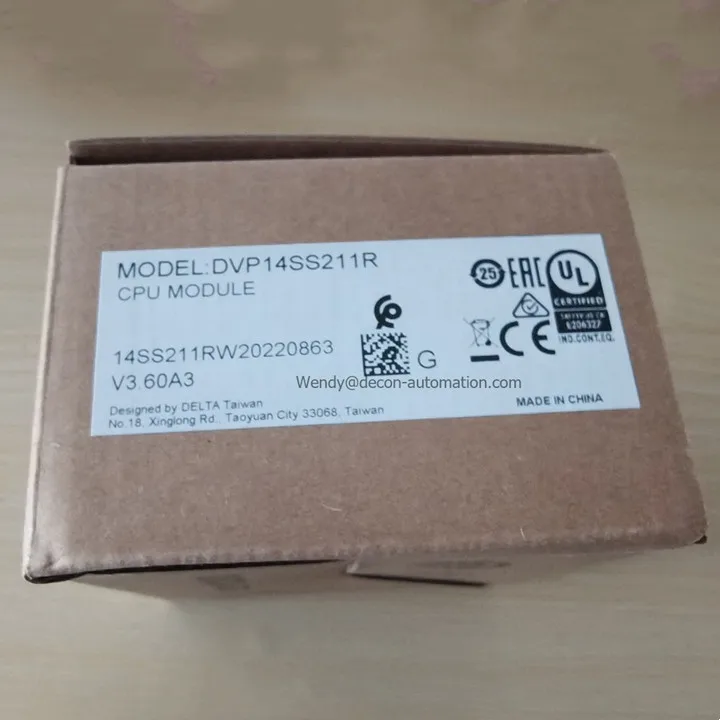 MODEL:DVP14SS211R
CPU MODULE
25
EAC
UL
CERTIFIED
E206327
IND.CONT.EQ.
14SS211RW20220863
G
CE
V3.60A3
Wendy@decon-automation.com
Designed by DELTA Taiwan
No.18, Xinglong Rd., Taoyuan City 33068, Taiwan
MADE IN CHINA